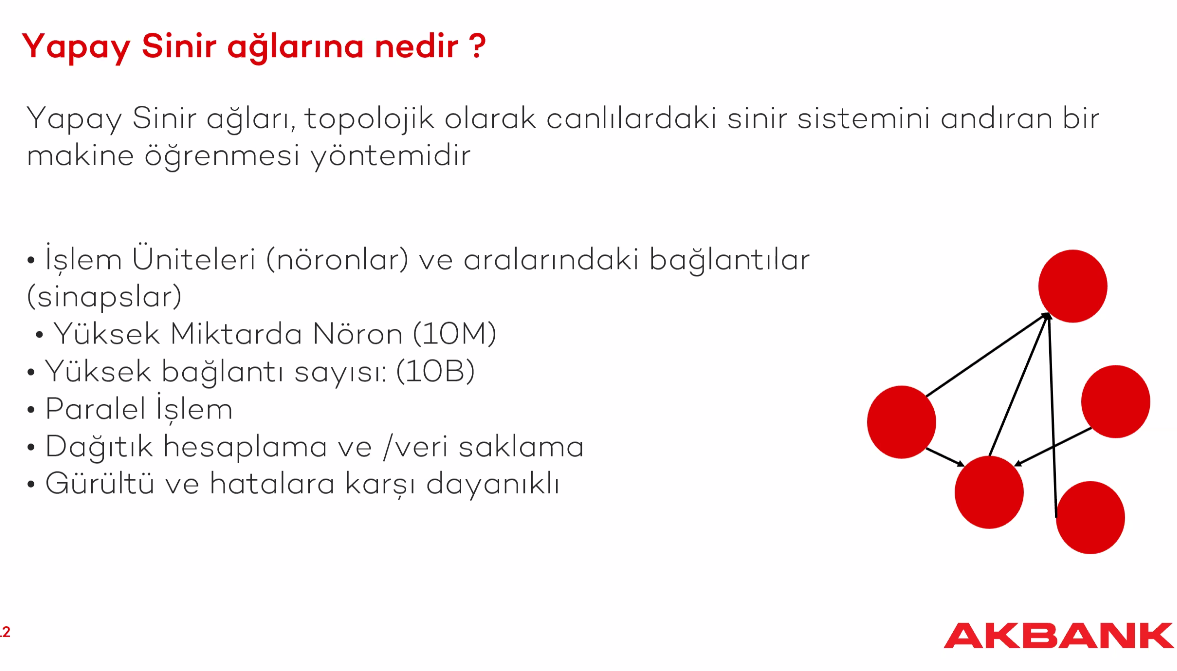 Yapay Sinir ağlarına nedir ?
Yapay Sinir ağları, topolojik olarak canlılardaki sinir sistemini andıran bir
makine öğrenmesi yöntemidir
• İşlem Üniteleri (nöronlar) ve aralarındaki bağlantılar
(sinapslar)
• Yüksek Miktarda Nöron (10M)
• Yüksek bağlantı sayısı: (10B)
• Paralel İşlem
• Dağıtık hesaplama ve /veri saklama
• Gürültü ve hatalara karşı dayanıklı
.2
AKBANK